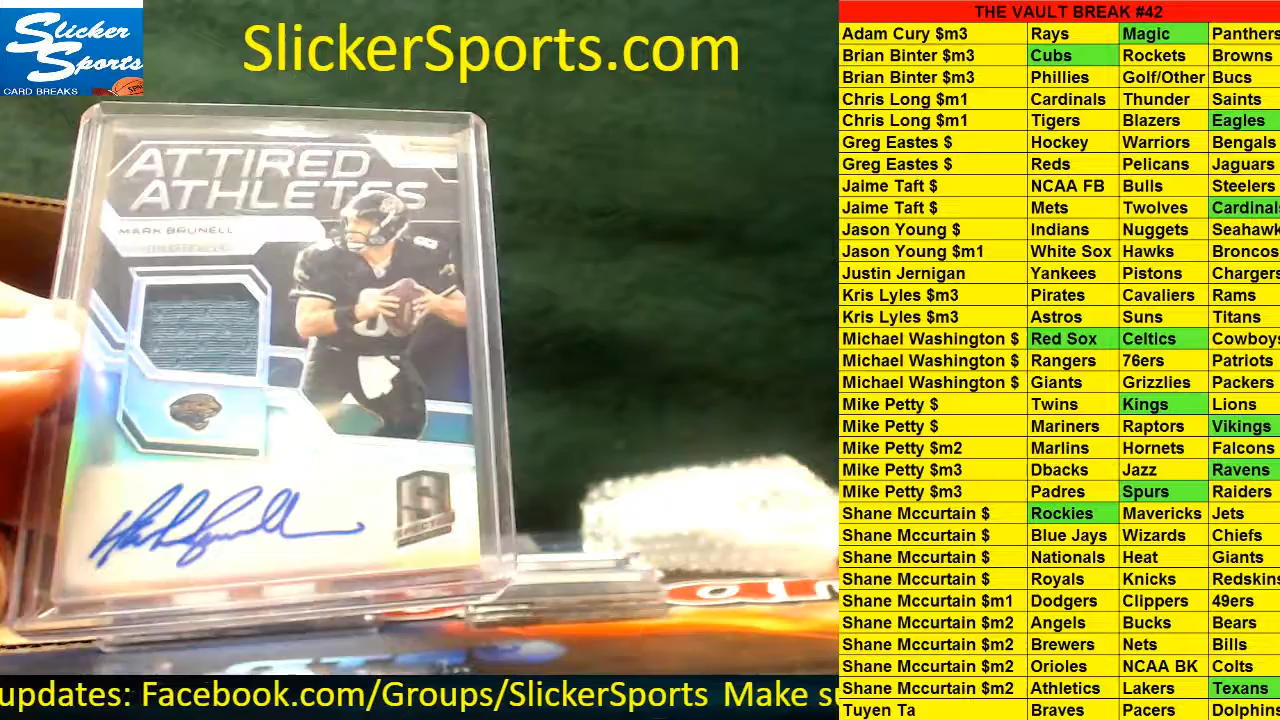 Slicker
Sports
CARD BREAKS
SlickerSports.com
ATTIRED
ATHLETES
MARK BRUNELL
THE VAULT BREAK #42
Adam Cury $m3 Rays Magic Panthers
Brian Binter $m3 Cubs Rockets Browns
Brian Binter $m3 Phillies Golf/Other Bucs
Chris Long $m1 Cardinals Thunder Saints
Chris Long $m1 Tigers Blazers Eagles
Greg Eastes $ Hockey Warriors Bengals
Greg Eastes $ Reds Pelicans Jaguars
Jaime Taft $ NCAA FB Bulls Steelers
Jaime Taft $ Mets Twolves Cardinals
Jason Young $ Indians Nuggets Seahawk
Jason Young $m1 White Sox Hawks Broncos
Justin Jernigan Yankees Pistons Chargers
Kris Lyles $m3 Pirates Cavaliers Rams
Kris Lyles $m3 Astros Suns Titans
Michael Washington $ Red Sox Celtics Cowboys
Michael Washington $ Rangers 76ers Patriots
Michael Washington $ Giants Grizzlies Packers
Mike Petty $ Twins Kings Lions
Mike Petty $ Mariners Raptors Vikings
Mike Petty $m2 Marlins Hornets Falcons
Mike Petty $m3 Dbacks Jazz Ravens
Mike Petty $m3 Padres Spurs Raiders
Shane Mccurtain $ Rockies Mavericks Jets
Shane Mccurtain $ Blue Jays Wizards Chiefs
Shane Mccurtain $ Nationals Heat Giants
Shane Mccurtain $ Royals Knicks Redskins
Shane Mccurtain $m1 Dodgers Clippers 49ers
Shane Mccurtain $m2 Angels Bucks Bears
Shane Mccurtain $m2 Brewers Nets Bills
Shane Mccurtain $m2 Orioles NCAA BK Colts
Shane Mccurtain $m2 Athletics Lakers Texans
Tuyen Ta Braves Pacers Dolphins
updates: Facebook.com/Groups/SlickerSports Make su